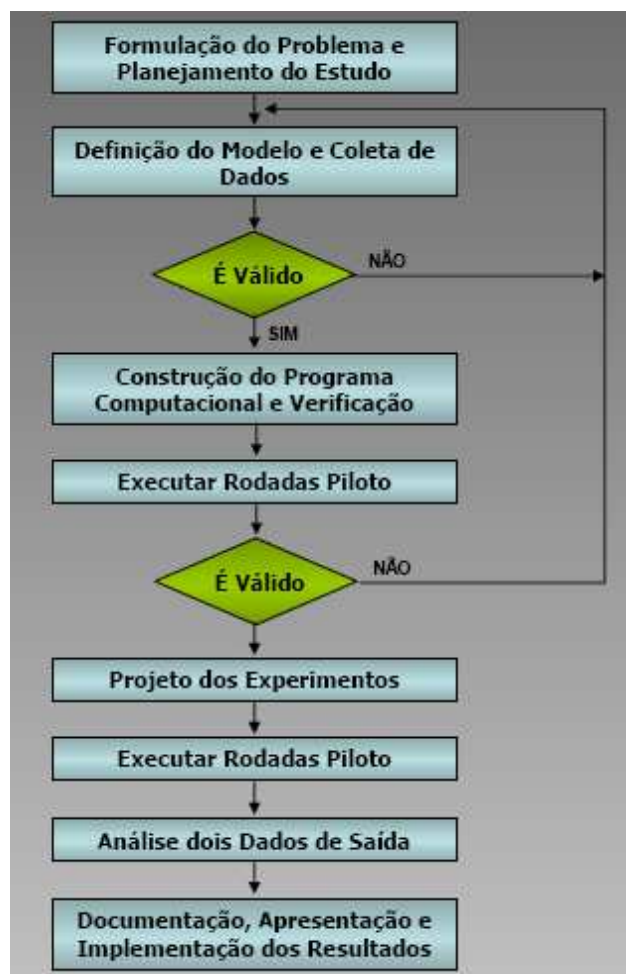 Formulação do Problema e
Planejamento do Estudo
Definição do Modelo e Coleta de
Dados
É Válido
NÃO
SIM
Construção do Programa
Computacional e Verificação
Executar Rodadas Piloto
É Válido
NÃO
Projeto dos Experimentos
Executar Rodadas Piloto
Análise dois Dados de Saída
Documentação, Apresentação e
Implementação dos Resultados